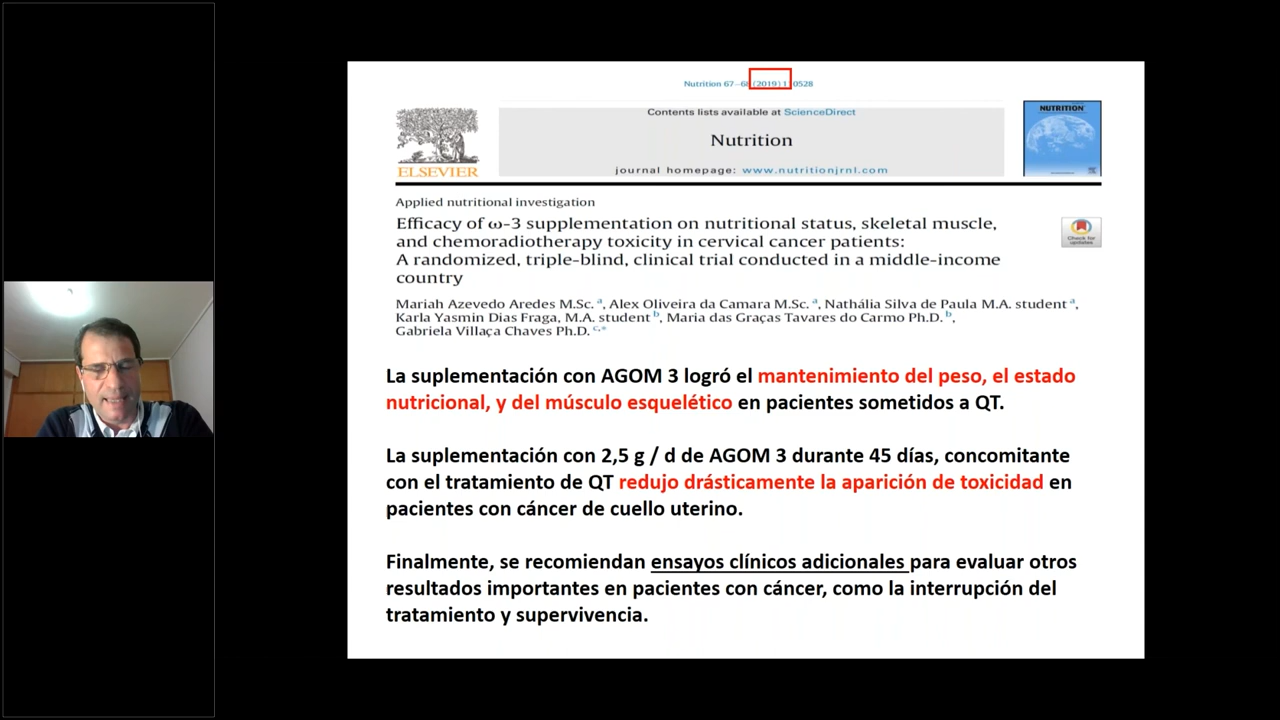 Nutrition 67–68 (2019) 110528
Contents lists available at ScienceDirect
Nutrition
journal homepage: www.nutritionjrnl.com
ELSEVIER
NUTRITION
Applied nutritional investigation
Efficacy of ω-3 supplementation on nutritional status, skeletal muscle,
and chemoradiotherapy toxicity in cervical cancer patients:
A randomized, triple-blind, clinical trial conducted in a middle-income
country
Check for
updates
Mariah Azevedo Aredes M.Sc. a, Alex Oliveira da Camara M.Sc. a, Nathália Silva de Paula M.A. student a,
Karla Yasmin Dias Fraga, M.A. student b, Maria das Graças Tavares do Carmo Ph.D. b,
Gabriela Villaça Chaves Ph.D. c,*
La suplementación con AGOM 3 logró el mantenimiento del peso, el estado
nutricional, y del músculo esquelético en pacientes sometidos a QT.
La suplementación con 2,5 g / d de AGOM 3 durante 45 días, concomitante
con el tratamiento de QT redujo drásticamente la aparición de toxicidad en
pacientes con cáncer de cuello uterino.
Finalmente, se recomiendan ensayos clínicos adicionales para evaluar otros
resultados importantes en pacientes con cáncer, como la interrupción del
tratamiento y supervivencia.